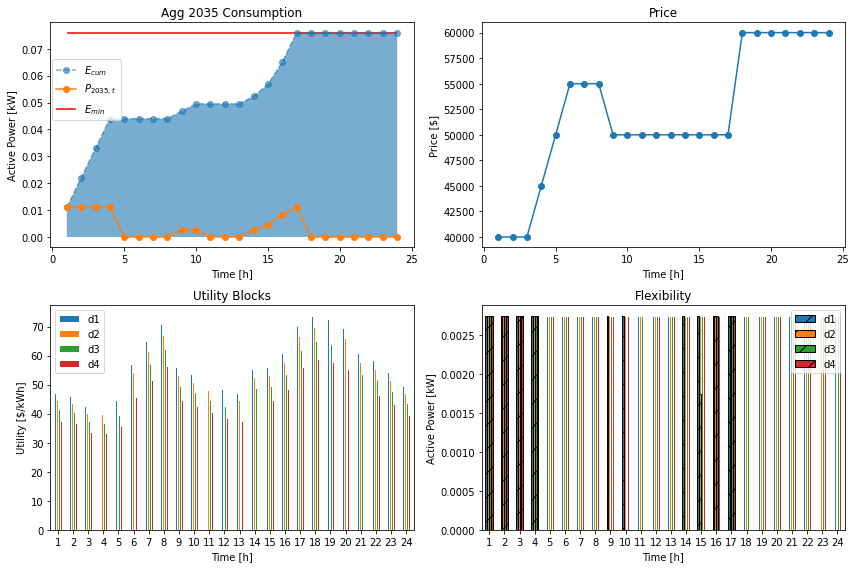 Agg 2035 Consumption
Active Power [kW]
0.07
0.06
0.05
0.04
0.03
0.02
0.01
0.00
E_cum
P_2035, t
E_min
0 5 10 15 20 25
Time [h]
Price
Price [$]
60000
57500
55000
52500
50000
47500
45000
42500
40000
0 5 10 15 20 25
Time [h]
Utility Blocks
Utility [$/kWh]
70
60
50
40
30
20
10
0
d1
d2
d3
d4
1 2 3 4 5 6 7 8 9 10 11 12 13 14 15 16 17 18 19 20 21 22 23 24
Time [h]
Flexibility
Active Power [kW]
0.0025
0.0020
0.0015
0.0010
0.0005
0.0000
d1
d2
d3
d4
1 2 3 4 5 6 7 8 9 10 11 12 13 14 15 16 17 18 19 20 21 22 23 24
Time [h]